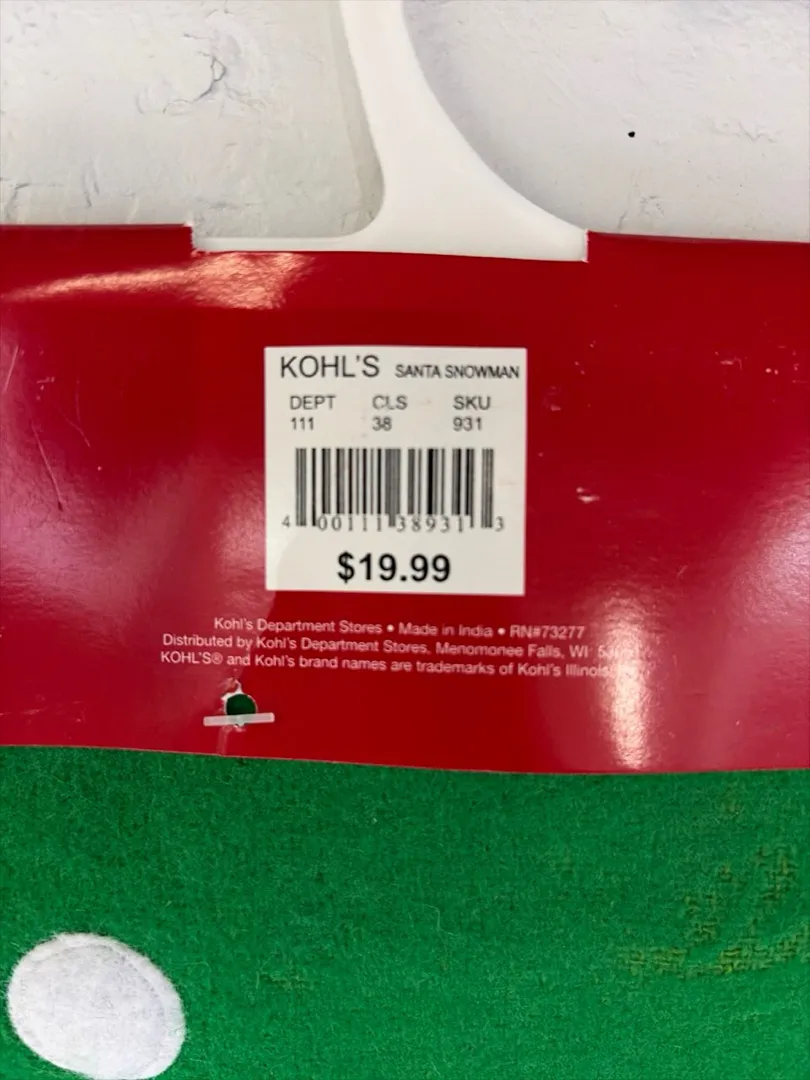 KOHL'S SANTA SNOWMAN
DEPT CLS SKU
111 38 931
4 00111 38931 3
$19.99
Kohl's Department Stores • Made in India • RN#73277
Distributed by Kohl's Department Stores, Menomonee Falls, WI
KOHL'S® and Kohl's brand names are trademarks of Kohl's Illinois